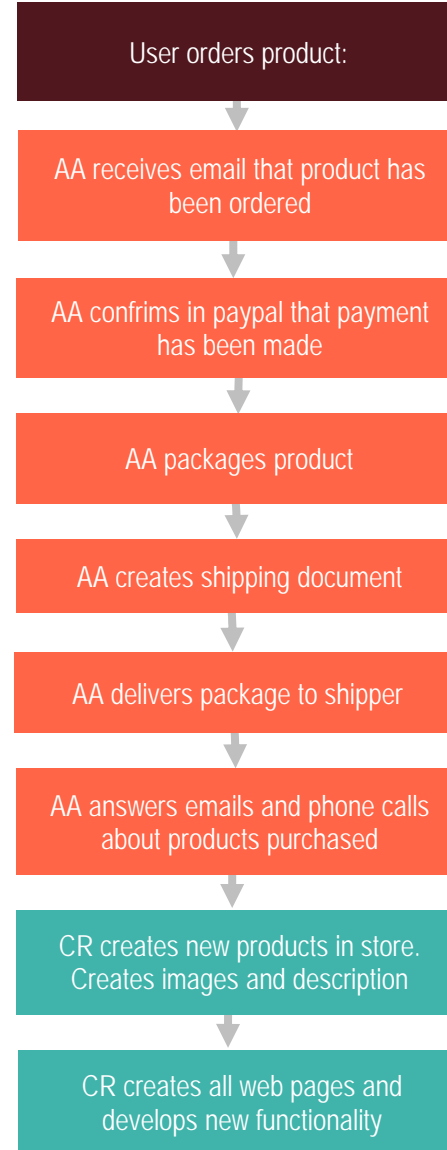 User orders product:
AA receives email that product has
been ordered
AA confrims in paypal that payment
has been made
AA packages product
AA creates shipping document
AA delivers package to shipper
AA answers emails and phone calls
about products purchased
CR creates new products in store.
Creates images and description
CR creates all web pages and
develops new functionality